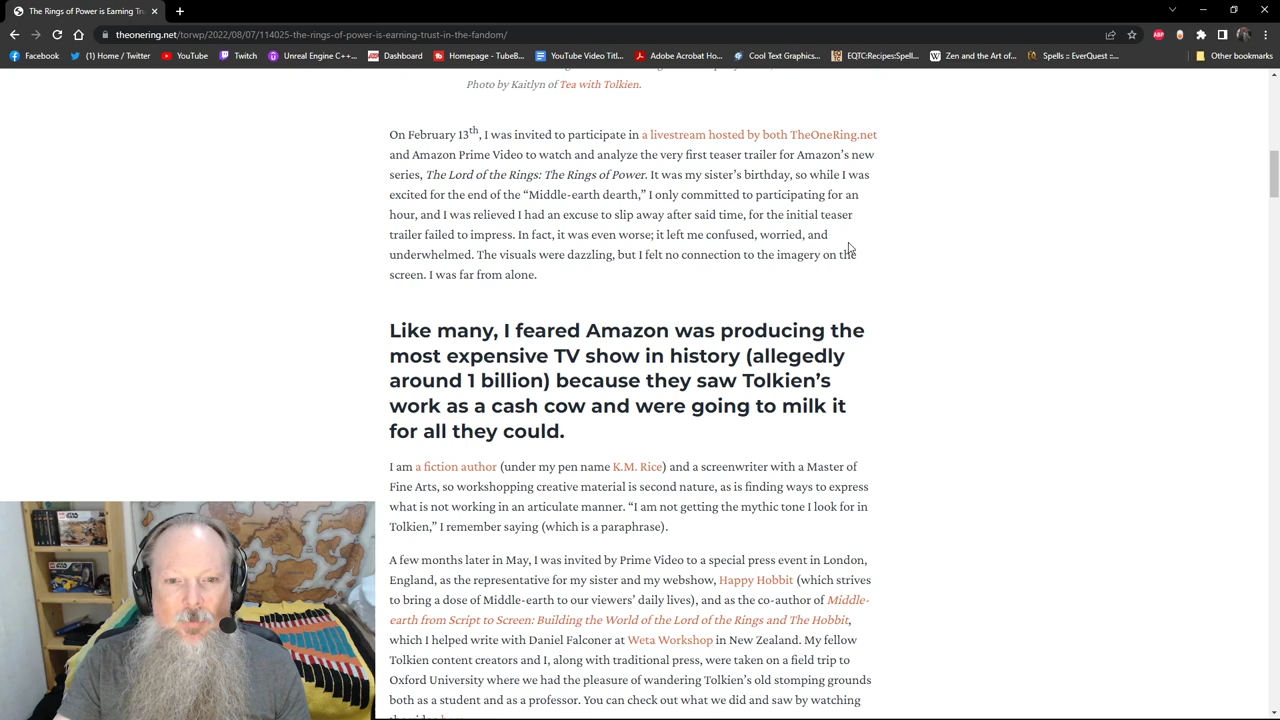 The Rings of Power is Earning Tru
theonering.net/torwp/2022/08/07/114025-the-rings-of-power-is-earning-trust-in-the-fandom/
Facebook
(1) Home / Twitter
YouTube
Twitch
Unreal Engine C++...
Dashboard
Homepage - TubeB...
YouTube Video Titl...
Adobe Acrobat Ho...
Cool Text Graphics...
EQTC:Recipes:Spell...
Zen and the Art of...
Spells :: EverQuest ::...
Other bookmarks
Photo by Kaitlyn of Tea with Tolkien.
On February 13th, I was invited to participate in a livestream hosted by both TheOneRing.net
and Amazon Prime Video to watch and analyze the very first teaser trailer for Amazon's new
series, The Lord of the Rings: The Rings of Power. It was my sister's birthday, so while I was
excited for the end of the “Middle-earth dearth,” I only committed to participating for an
hour, and I was relieved I had an excuse to slip away after said time, for the initial teaser
trailer failed to impress. In fact, it was even worse; it left me confused, worried, and
underwhelmed. The visuals were dazzling, but I felt no connection to the imagery on the
screen. I was far from alone.
Like many, I feared Amazon was producing the
most expensive TV show in history (allegedly
around 1 billion) because they saw Tolkien's
work as a cash cow and were going to milk it
for all they could.
I am a fiction author (under my pen name K.M. Rice) and a screenwriter with a Master of
Fine Arts, so workshopping creative material is second nature, as is finding ways to express
what is not working in an articulate manner. “I am not getting the mythic tone I look for in
Tolkien,” I remember saying (which is a paraphrase).
A few months later in May, I was invited by Prime Video to a special press event in London,
England, as the representative for my sister and my webshow, Happy Hobbit (which strives
to bring a dose of Middle-earth to our viewers' daily lives), and as the co-author of Middle-
earth from Script to Screen: Building the World of the Lord of the Rings and The Hobbit,
which I helped write with Daniel Falconer at Weta Workshop in New Zealand. My fellow
Tolkien content creators and I, along with traditional press, were taken on a field trip to
Oxford University where we had the pleasure of wandering Tolkien's old stomping grounds
both as a student and as a professor. You can check out what we did and saw by watching